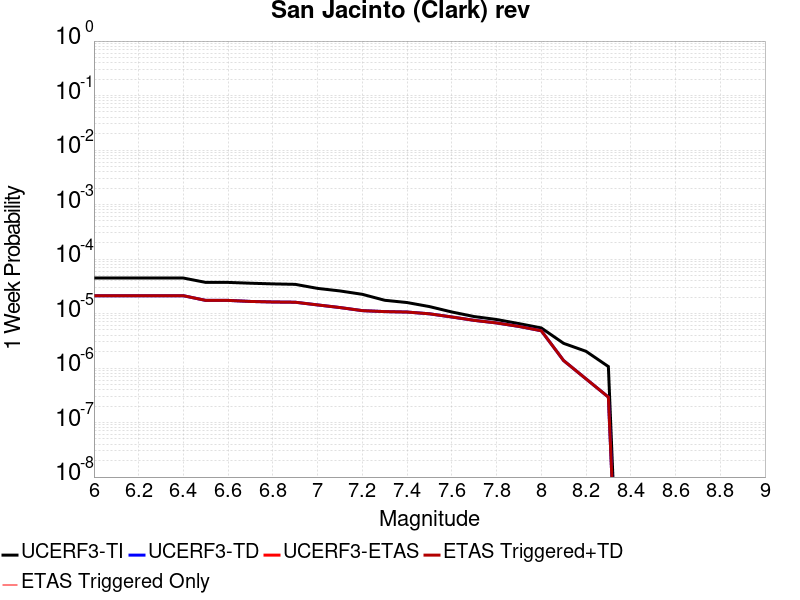 San Jacinto (Clark) rev
1 Week Probability
10^0
10^-1
10^-2
10^-3
10^-4
10^-5
10^-6
10^-7
10^-8
6 6.2 6.4 6.6 6.8 7 7.2 7.4 7.6 7.8 8 8.2 8.4 8.6 8.8 9
Magnitude
UCERF3-TI UCERF3-TD UCERF3-ETAS ETAS Triggered+TD
ETAS Triggered Only